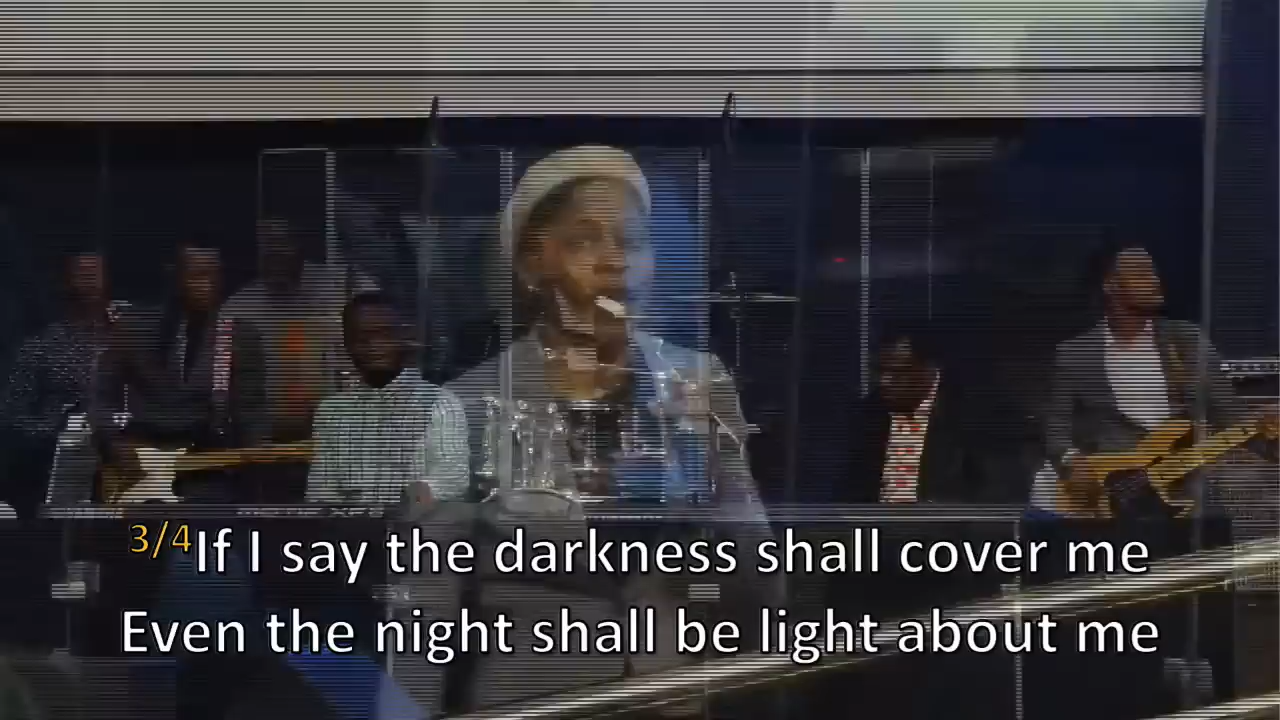 3/4If I say the darkness shall cover me
Even the night shall be light about me